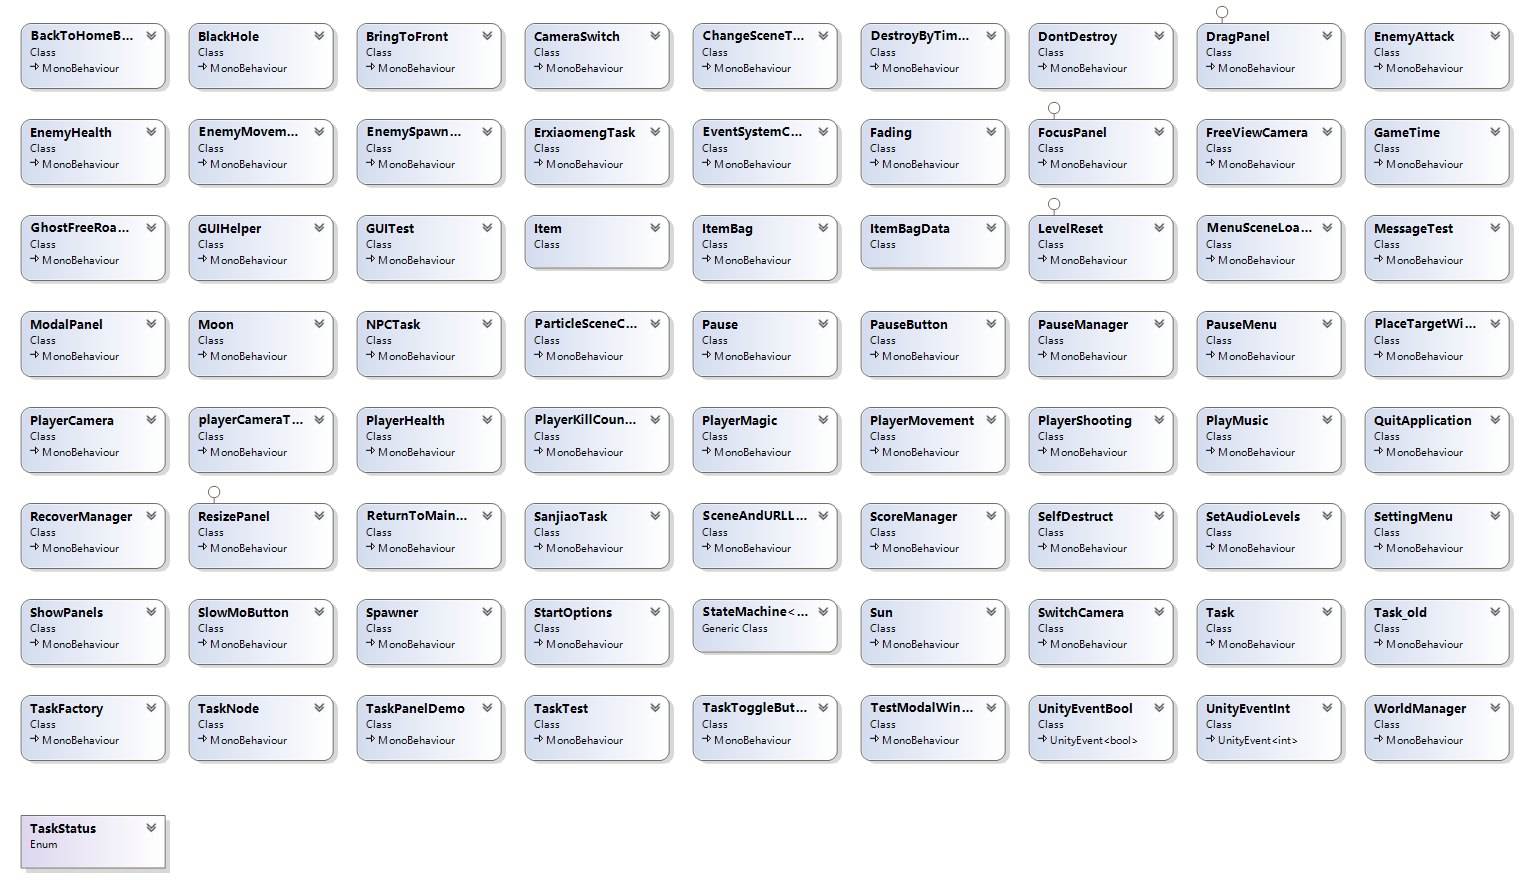 BackToHomeB...
Class
MonoBehaviour
BlackHole
Class
MonoBehaviour
BringToFront
Class
MonoBehaviour
CameraSwitch
Class
MonoBehaviour
ChangeSceneT...
Class
MonoBehaviour
DestroyByTim...
Class
MonoBehaviour
DontDestroy
Class
MonoBehaviour
DragPanel
Class
MonoBehaviour
EnemyAttack
Class
MonoBehaviour
EnemyHealth
Class
MonoBehaviour
EnemyMovem...
Class
MonoBehaviour
EnemySpawn...
Class
MonoBehaviour
ErxiaomengTask
Class
MonoBehaviour
EventSystemC...
Class
MonoBehaviour
Fading
Class
MonoBehaviour
FocusPanel
Class
MonoBehaviour
FreeViewCamera
Class
MonoBehaviour
GameTime
Class
MonoBehaviour
GhostFreeRoa...
Class
MonoBehaviour
GUIHelper
Class
MonoBehaviour
GUITest
Class
MonoBehaviour
Item
Class
ItemBag
Class
MonoBehaviour
ItemBagData
Class
LevelReset
Class
MonoBehaviour
MenuSceneLoa...
Class
MonoBehaviour
MessageTest
Class
MonoBehaviour
ModalPanel
Class
MonoBehaviour
Moon
Class
MonoBehaviour
NPCTask
Class
MonoBehaviour
ParticleSceneC...
Class
MonoBehaviour
Pause
Class
MonoBehaviour
PauseButton
Class
MonoBehaviour
PauseManager
Class
MonoBehaviour
PauseMenu
Class
MonoBehaviour
PlaceTargetWi...
Class
MonoBehaviour
PlayerCamera
Class
MonoBehaviour
playerCameraT...
Class
MonoBehaviour
PlayerHealth
Class
MonoBehaviour
PlayerKillCoun...
Class
MonoBehaviour
PlayerMagic
Class
MonoBehaviour
PlayerMovement
Class
MonoBehaviour
PlayerShooting
Class
MonoBehaviour
PlayMusic
Class
MonoBehaviour
QuitApplication
Class
MonoBehaviour
RecoverManager
Class
MonoBehaviour
ResizePanel
Class
MonoBehaviour
ReturnToMain...
Class
MonoBehaviour
SanjiaoTask
Class
MonoBehaviour
SceneAndURLL...
Class
MonoBehaviour
ScoreManager
Class
MonoBehaviour
SelfDestruct
Class
MonoBehaviour
SetAudioLevels
Class
MonoBehaviour
SettingMenu
Class
MonoBehaviour
ShowPanels
Class
MonoBehaviour
SlowMoButton
Class
MonoBehaviour
Spawner
Class
MonoBehaviour
StartOptions
Class
MonoBehaviour
StateMachine<...
Generic Class
Sun
Class
MonoBehaviour
SwitchCamera
Class
MonoBehaviour
Task
Class
MonoBehaviour
Task_old
Class
MonoBehaviour
TaskFactory
Class
MonoBehaviour
TaskNode
Class
MonoBehaviour
TaskPanelDemo
Class
MonoBehaviour
TaskTest
Class
MonoBehaviour
TaskToggleBut...
Class
MonoBehaviour
TestModalWin...
Class
MonoBehaviour
UnityEventBool
Class
UnityEvent<bool>
UnityEventInt
Class
UnityEvent<int>
WorldManager
Class
MonoBehaviour
TaskStatus
Enum